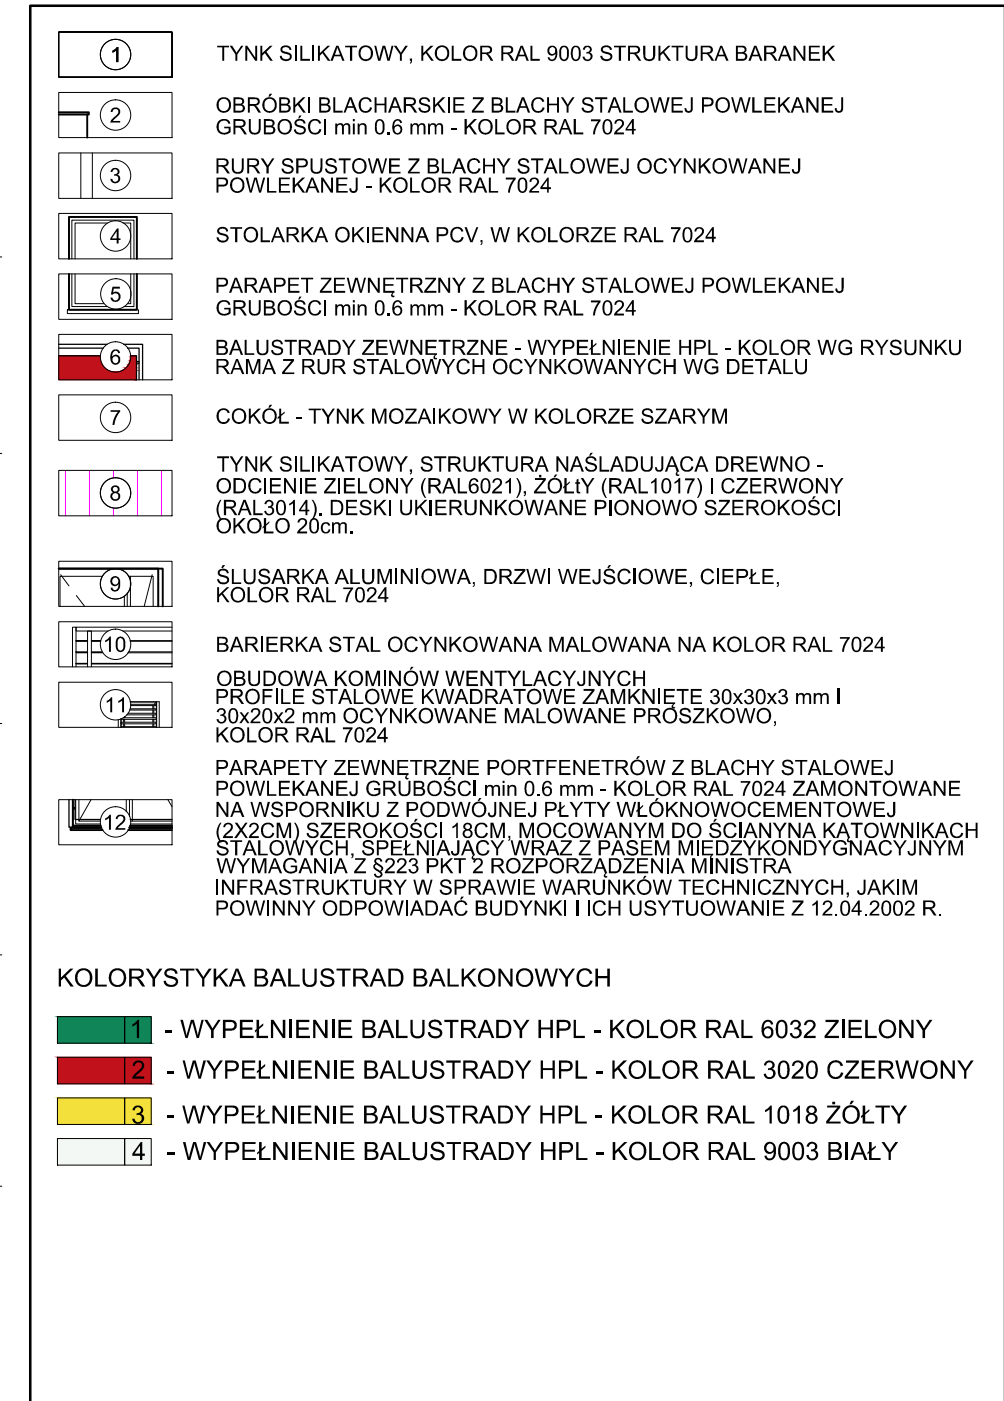 1 TYNK SILIKATOWY, KOLOR RAL 9003 STRUKTURA BARANEK
2 OBRÓBKI BLACHARSKIE Z BLACHY STALOWEJ POWLEKANEJ
GRUBOŚCI min 0.6 mm - KOLOR RAL 7024
3 RURY SPUSTOWE Z BLACHY STALOWEJ OCYNKOWANEJ
POWLEKANEJ - KOLOR RAL 7024
4 STOLARKA OKIENNA PCV, W KOLORZE RAL 7024
5 PARAPET ZEWNĘTRZNY Z BLACHY STALOWEJ POWLEKANEJ
GRUBOŚCI min 0.6 mm - KOLOR RAL 7024
6 BALUSTRADY ZEWNĘTRZNE - WYPEŁNIENIE HPL - KOLOR WG RYSUNKU
RAMA Z RUR STALOWYCH OCYNKOWANYCH WG DETALU
7 COKÓŁ - TYNK MOZAIKOWY W KOLORZE SZARYM
8 TYNK SILIKATOWY, STRUKTURA NAŚLADUJĄCA DREWNO -
ODCIENIE ZIELONY (RAL6021), ŻÓŁtY (RAL1017) I CZERWONY
(RAL3014). DESKI UKIERUNKOWANE PIONOWO SZEROKOŚCI
OKOŁO 20cm.
9 ŚLUSARKA ALUMINIOWA, DRZWI WEJŚCIOWE, CIEPŁE,
KOLOR RAL 7024
10 BARIERKA STAL OCYNKOWANA MALOWANA NA KOLOR RAL 7024
11 OBUDOWA KOMINÓW WENTYLACYJNYCH
PROFILE STALOWE KWADRATOWE ZAMKNIĘTE 30x30x3 mm I
30x20x2 mm OCYNKOWANE MALOWANE PROSZKOWO,
KOLOR RAL 7024
12 PARAPETY ZEWNĘTRZNE PORTFENETRÓW Z BLACHY STALOWEJ
POWLEKANEJ GRUBOŚCI min 0.6 mm - KOLOR RAL 7024 ZAMONTOWANE
NA WSPORNIKU Z PODWÓJNEJ PŁYTY WŁÓKNOWOCEMENTOWEJ
(2X2CM) SZEROKOŚCI 18CM, MOCOWANYM DO ŚCIANYNA KĄTOWNIKACH
STALOWYCH, SPEŁNIAJĄCY WRAZ Z PASEM MIĘDZYKONDYGNACYJNYM
WYMAGANIA Z §223 PKT 2 ROZPORZĄDZENIA MINISTRA
INFRASTRUKTURY W SPRAWIE WARUNKÓW TECHNICZNYCH, JAKIM
POWINNY ODPOWIADAĆ BUDYNKI I ICH USYTUOWANIE Z 12.04.2002 R.
KOLORYSTYKA BALUSTRAD BALKONOWYCH
1 - WYPEŁNIENIE BALUSTRADY HPL - KOLOR RAL 6032 ZIELONY
2 - WYPEŁNIENIE BALUSTRADY HPL - KOLOR RAL 3020 CZERWONY
3 - WYPEŁNIENIE BALUSTRADY HPL - KOLOR RAL 1018 ŻÓŁTY
4 - WYPEŁNIENIE BALUSTRADY HPL - KOLOR RAL 9003 BIAŁY